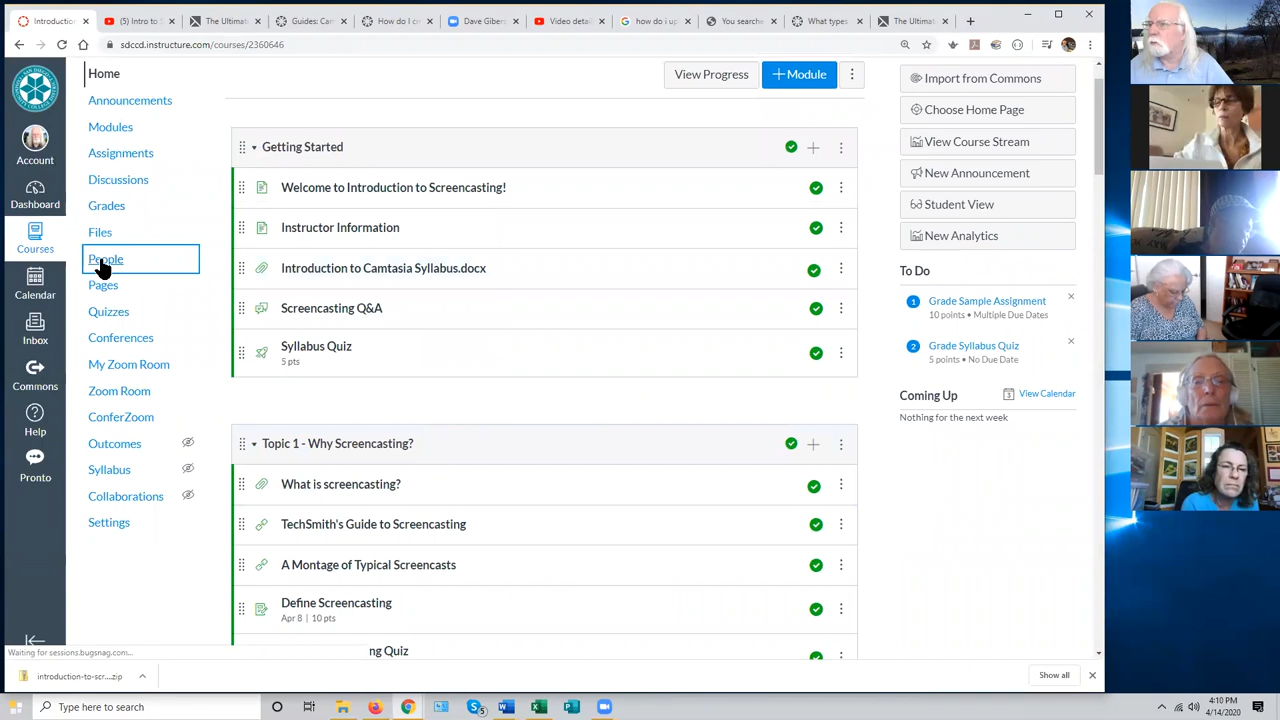 Introduction
(5) Intro to S
The Ultimat
Guides: Can
How do I cr
Dave Giber
Video detail
how do i up
You searche
What types
The Ultimat
sdccd.instructure.com/courses/2360646
Home
Announcements
Modules
Assignments
Discussions
Grades
Files
People
Pages
Quizzes
Conferences
My Zoom Room
Zoom Room
ConferZoom
Outcomes
Syllabus
Collaborations
Settings
Account
Dashboard
Courses
Calendar
Inbox
Commons
Help
Pronto
View Progress
+ Module
Getting Started
Welcome to Introduction to Screencasting!
Instructor Information
Introduction to Camtasia Syllabus.docx
Screencasting Q&A
Syllabus Quiz
5 pts
Topic 1 - Why Screencasting?
What is screencasting?
TechSmith's Guide to Screencasting
A Montage of Typical Screencasts
Define Screencasting
Apr 8 | 10 pts
ng Quiz
Import from Commons
Choose Home Page
View Course Stream
New Announcement
Student View
New Analytics
To Do
1 Grade Sample Assignment
10 points • Multiple Due Dates
2 Grade Syllabus Quiz
5 points • No Due Date
Coming Up
View Calendar
Nothing for the next week
Waiting for sessions.bugsnag.com...
introduction-to-scr....zip
Show all
Type here to search
5
4:10 PM
4/14/2020